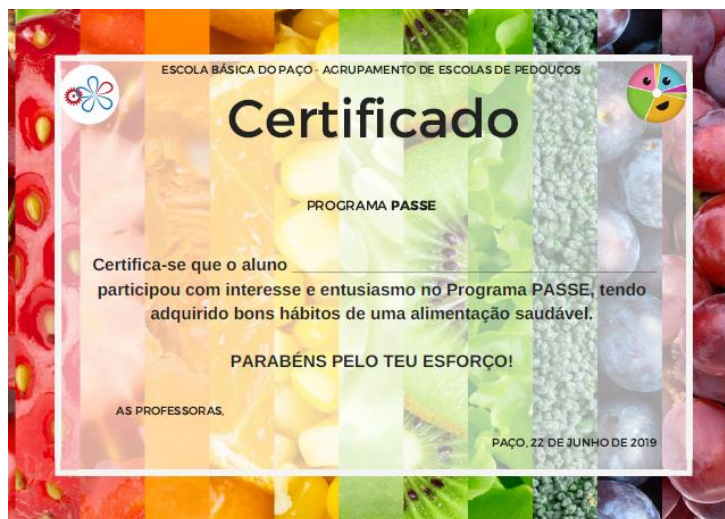 ESCOLA BÁSICA DO PAÇO - AGRUPAMENTO DE ESCOLAS DE PEDOUÇOS
Certificado
PROGRAMA PASSE
Certifica-se que o aluno
participou com interesse e entusiasmo no Programa PASSE, tendo
adquirido bons hábitos de uma alimentação saudável.
PARABÉNS PELO TEU ESFORÇO!
AS PROFESSORAS,
PAÇO, 22 DE JUNHO DE 2019